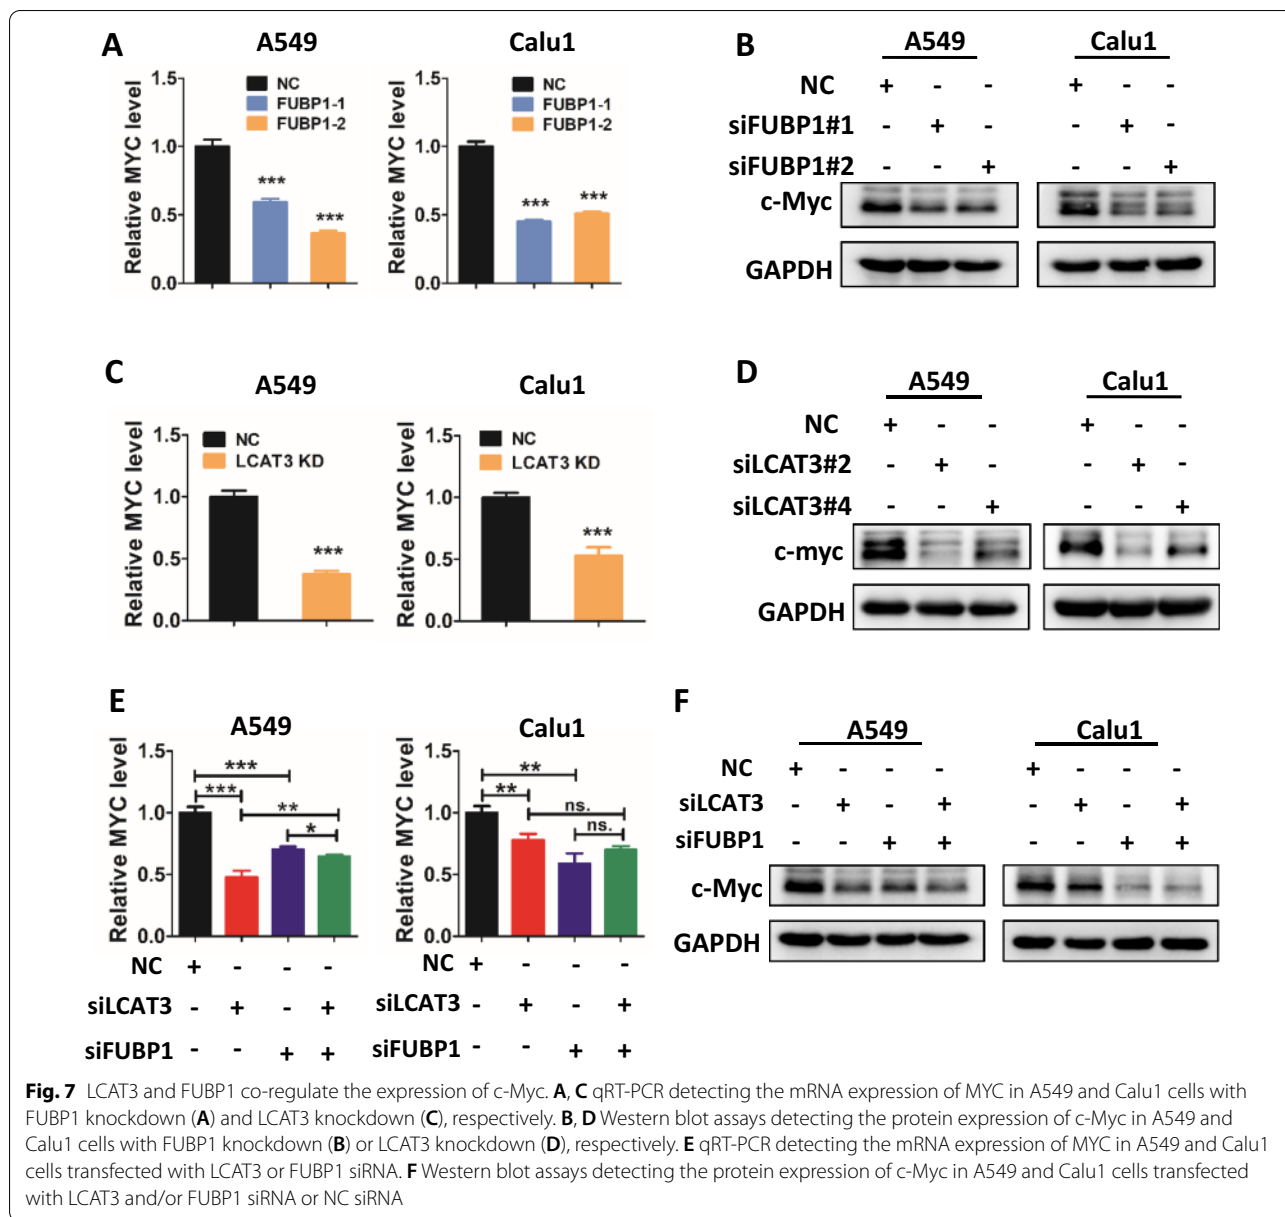 A
A549
Calu1
Relative MYC level
1.5
1.0
0.5
0.0
NC
FUBP1-1
FUBP1-2
***
***
Relative MYC level
1.5
1.0
0.5
0.0
NC
FUBP1-1
FUBP1-2
***
***
B
A549 Calu1
NC + - - + - -
siFUBP1#1 - + - - + -
siFUBP1#2 - - + - - +
c-Myc
GAPDH
C
A549
Calu1
Relative MYC level
1.5
1.0
0.5
0.0
NC
LCAT3 KD
***
Relative MYC level
1.5
1.0
0.5
0.0
NC
LCAT3 KD
***
D
A549 Calu1
NC + - - + - -
siLCAT3#2 - + - - + -
siLCAT3#4 - - + - - +
c-myc
GAPDH
E
A549
Calu1
Relative MYC level
1.5
1.0
0.5
0.0
***
***
**
*
Relative MYC level
1.5
1.0
0.5
0.0
**
**
ns.
ns.
NC + - - - NC + - - -
siLCAT3 - + - + siLCAT3 - + - +
siFUBP1 - - + + siFUBP1 - - + +
F
A549 Calu1
NC + - - - + - - -
siLCAT3 - + - + - + - +
siFUBP1 - - + + - - + +
c-Myc
GAPDH
Fig. 7 LCAT3 and FUBP1 co-regulate the expression of c-Myc. A, C qRT-PCR detecting the mRNA expression of MYC in A549 and Calu1 cells with
FUBP1 knockdown (A) and LCAT3 knockdown (C), respectively. B, D Western blot assays detecting the protein expression of c-Myc in A549 and
Calu1 cells with FUBP1 knockdown (B) or LCAT3 knockdown (D), respectively. E qRT-PCR detecting the mRNA expression of MYC in A549 and Calu1
cells transfected with LCAT3 or FUBP1 siRNA. F Western blot assays detecting the protein expression of c-Myc in A549 and Calu1 cells transfected
with LCAT3 and/or FUBP1 siRNA or NC siRNA